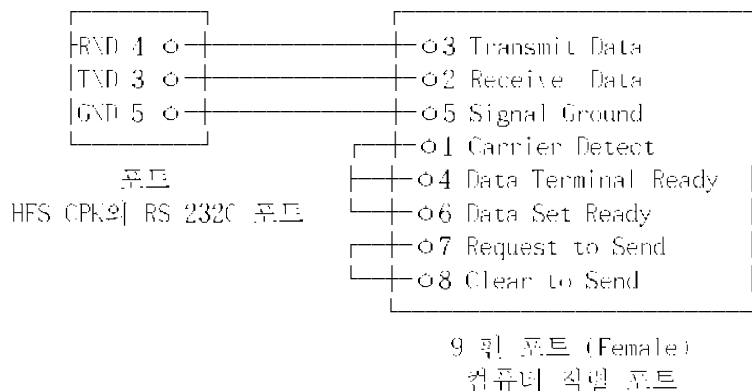 RXD 4
3 Transmit Data
TXD 3
2 Receive Data
GND 5
5 Signal Ground
1 Carrier Detect
포트
4 Data Terminal Ready
HFS CPK의 RS 232C 포트
6 Data Set Ready
7 Request to Send
8 Clear to Send
9 핀 포트 (Female)
컴퓨터 직렬 포트